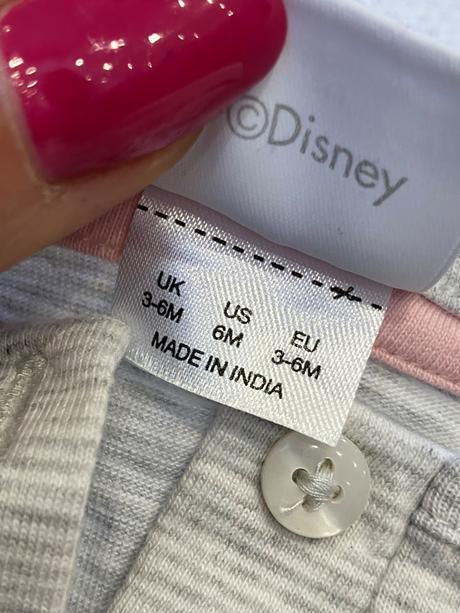 ©Disney
UK US EU
3-6M 6M 3-6M
MADE IN INDIA